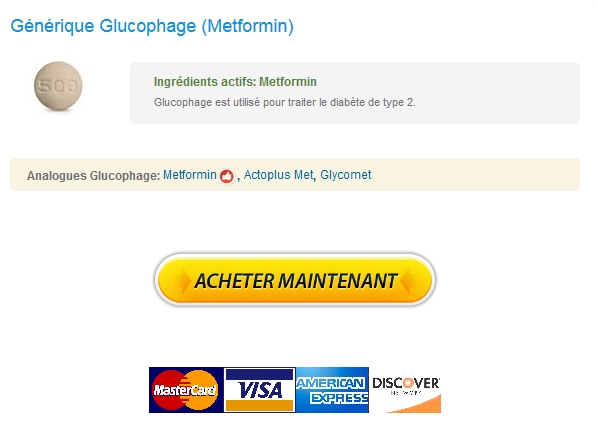 Générique Glucophage (Metformin)
500
Ingrédients actifs: Metformin
Glucophage est utilisé pour traiter le diabète de type 2.
Analogues Glucophage: Metformin , Actoplus Met, Glycomet
ACHETER MAINTENANT
MasterCard VISA AMERICAN EXPRESS DISCOVER NETWORK